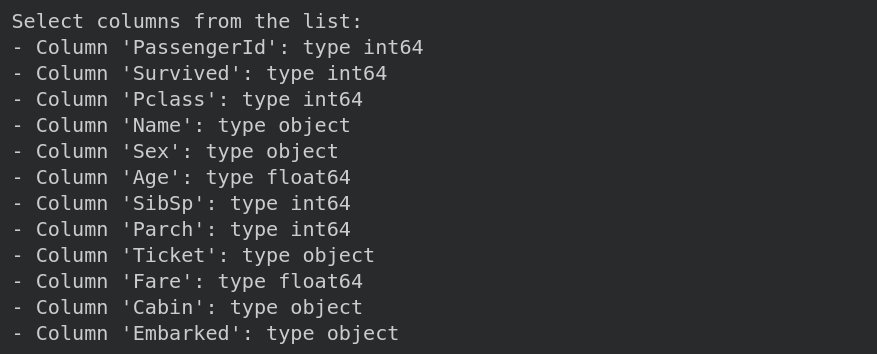 Select columns from the list:
- Column 'PassengerId': type int64
- Column 'Survived': type int64
- Column 'Pclass': type int64
- Column 'Name': type object
- Column 'Sex': type object
- Column 'Age': type float64
- Column 'SibSp': type int64
- Column 'Parch': type int64
- Column 'Ticket': type object
- Column 'Fare': type float64
- Column 'Cabin': type object
- Column 'Embarked': type object